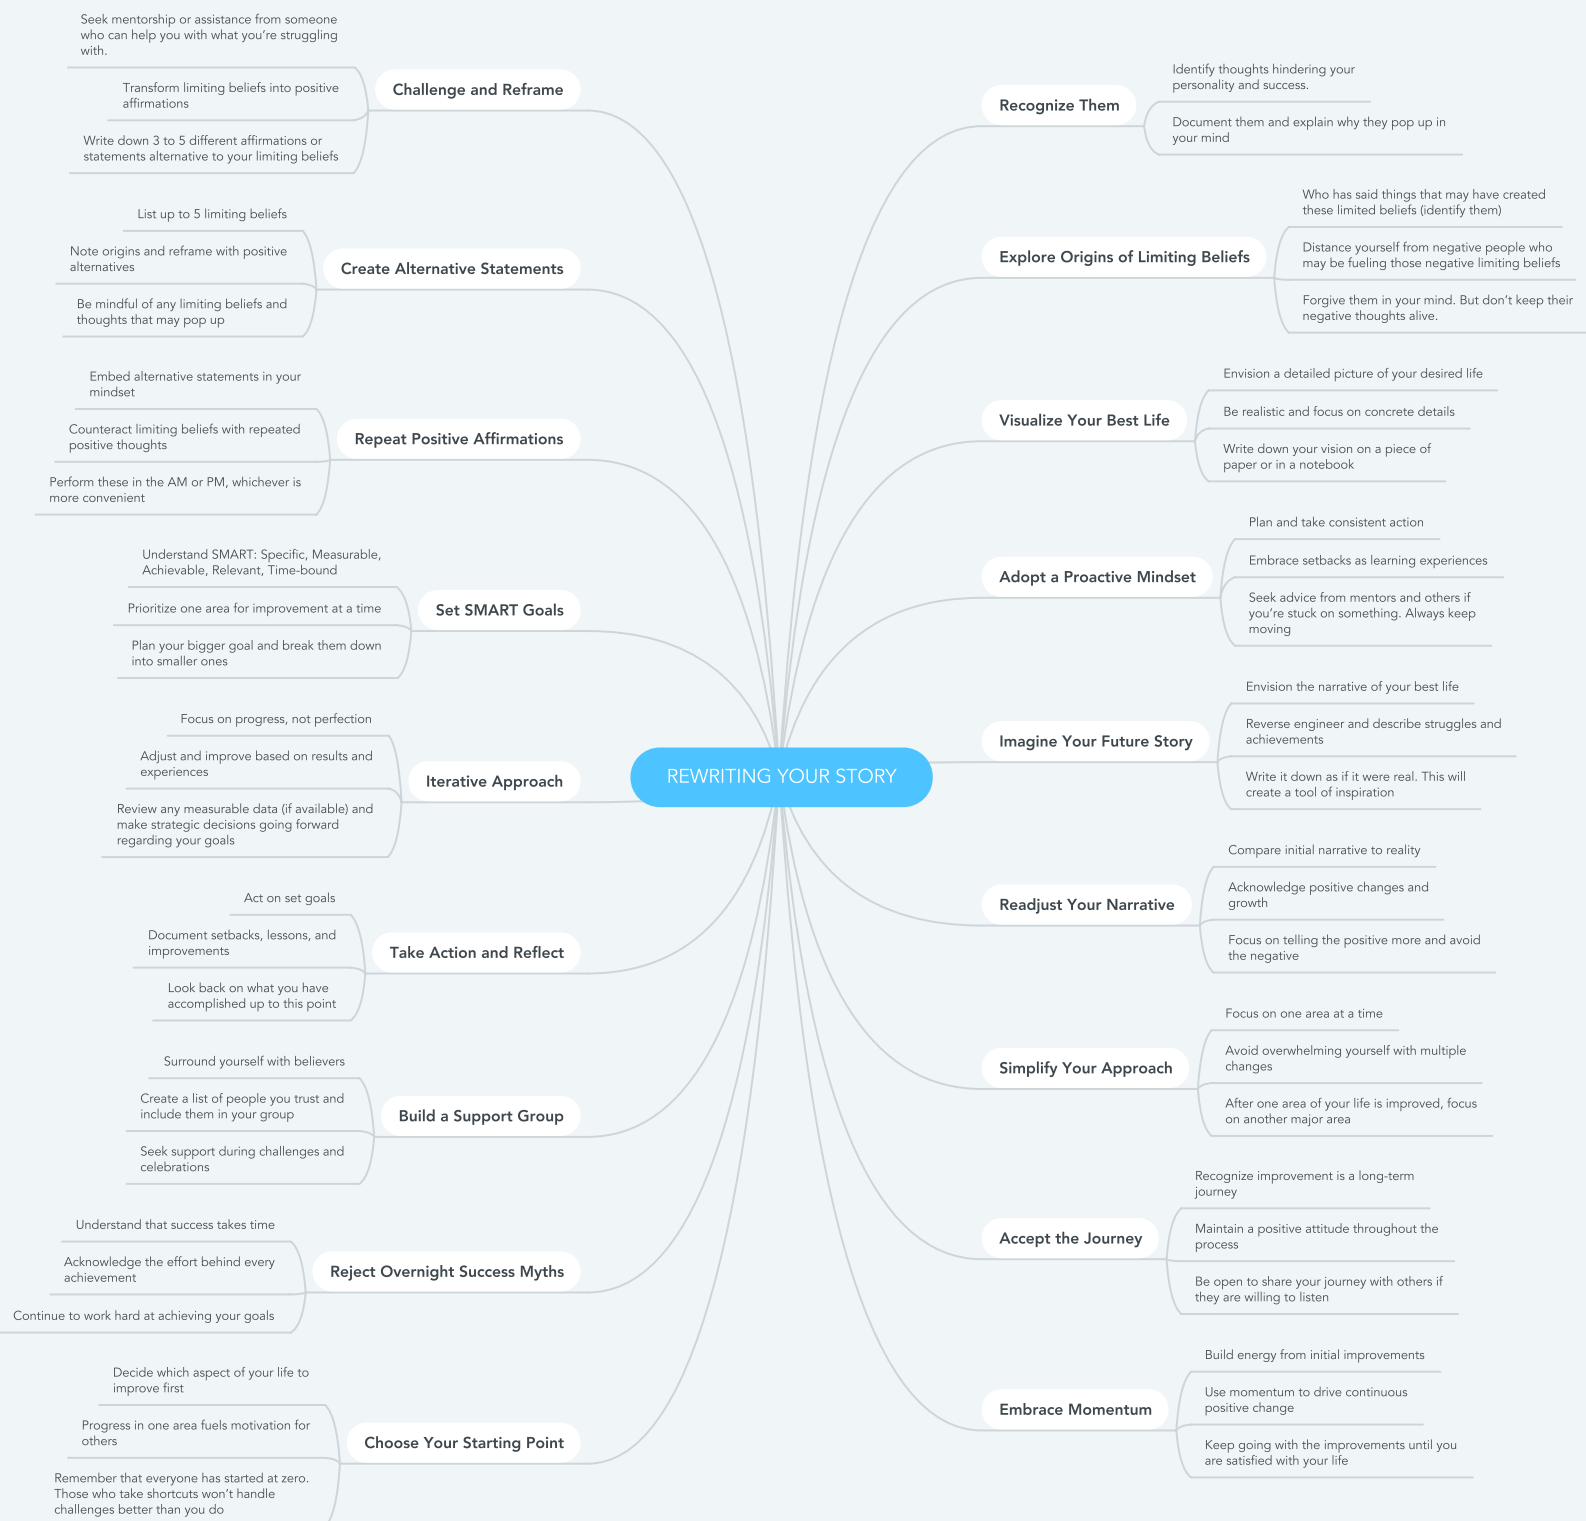 REWRITING YOUR STORY
Recognize Them
Identify thoughts hindering your
personality and success.
Document them and explain why they pop up in
your mind
Explore Origins of Limiting Beliefs
Who has said things that may have created
these limited beliefs (identify them)
Distance yourself from negative people who
may be fueling those negative limiting beliefs
Forgive them in your mind. But don’t keep their
negative thoughts alive.
Visualize Your Best Life
Envision a detailed picture of your desired life
Be realistic and focus on concrete details
Write down your vision on a piece of
paper or in a notebook
Adopt a Proactive Mindset
Plan and take consistent action
Embrace setbacks as learning experiences
Seek advice from mentors and others if
you’re stuck on something. Always keep
moving
Imagine Your Future Story
Envision the narrative of your best life
Reverse engineer and describe struggles and
achievements
Write it down as if it were real. This will
create a tool of inspiration
Readjust Your Narrative
Compare initial narrative to reality
Acknowledge positive changes and
growth
Focus on telling the positive more and avoid
the negative
Simplify Your Approach
Focus on one area at a time
Avoid overwhelming yourself with multiple
changes
After one area of your life is improved, focus
on another major area
Accept the Journey
Recognize improvement is a long-term
journey
Maintain a positive attitude throughout the
process
Be open to share your journey with others if
they are willing to listen
Embrace Momentum
Build energy from initial improvements
Use momentum to drive continuous
positive change
Keep going with the improvements until you
are satisfied with your life
Challenge and Reframe
Seek mentorship or assistance from someone
who can help you with what you’re struggling
with.
Transform limiting beliefs into positive
affirmations
Write down 3 to 5 different affirmations or
statements alternative to your limiting beliefs
Create Alternative Statements
List up to 5 limiting beliefs
Note origins and reframe with positive
alternatives
Be mindful of any limiting beliefs and
thoughts that may pop up
Repeat Positive Affirmations
Embed alternative statements in your
mindset
Counteract limiting beliefs with repeated
positive thoughts
Perform these in the AM or PM, whichever is
more convenient
Set SMART Goals
Understand SMART: Specific, Measurable,
Achievable, Relevant, Time-bound
Prioritize one area for improvement at a time
Plan your bigger goal and break them down
into smaller ones
Iterative Approach
Focus on progress, not perfection
Adjust and improve based on results and
experiences
Review any measurable data (if available) and
make strategic decisions going forward
regarding your goals
Take Action and Reflect
Act on set goals
Document setbacks, lessons, and
improvements
Look back on what you have
accomplished up to this point
Build a Support Group
Surround yourself with believers
Create a list of people you trust and
include them in your group
Seek support during challenges and
celebrations
Reject Overnight Success Myths
Understand that success takes time
Acknowledge the effort behind every
achievement
Continue to work hard at achieving your goals
Choose Your Starting Point
Decide which aspect of your life to
improve first
Progress in one area fuels motivation for
others
Remember that everyone has started at zero.
Those who take shortcuts won’t handle
challenges better than you do